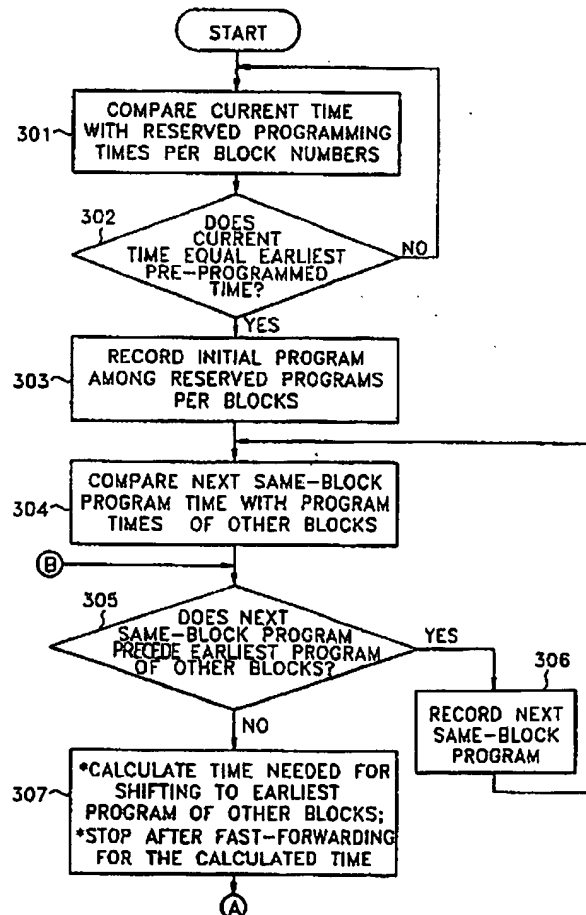 START
301
COMPARE CURRENT TIME
WITH RESERVED PROGRAMMING
TIMES PER BLOCK NUMBERS
302
DOES
CURRENT
TIME EQUAL EARLIEST
PRE-PROGRAMMED
TIME?
NO
YES
303
RECORD INITIAL PROGRAM
AMONG RESERVED PROGRAMS
PER BLOCKS
304
COMPARE NEXT SAME-BLOCK
PROGRAM TIME WITH PROGRAM
TIMES OF OTHER BLOCKS
B
305
DOES NEXT
SAME-BLOCK PROGRAM
PRECEDE EARLIEST PROGRAM
OF OTHER BLOCKS?
YES
306
RECORD NEXT
SAME-BLOCK
PROGRAM
NO
307
*CALCULATE TIME NEEDED FOR
SHIFTING TO EARLIEST
PROGRAM OF OTHER BLOCKS;
*STOP AFTER FAST-FORWARDING
FOR THE CALCULATED TIME
A